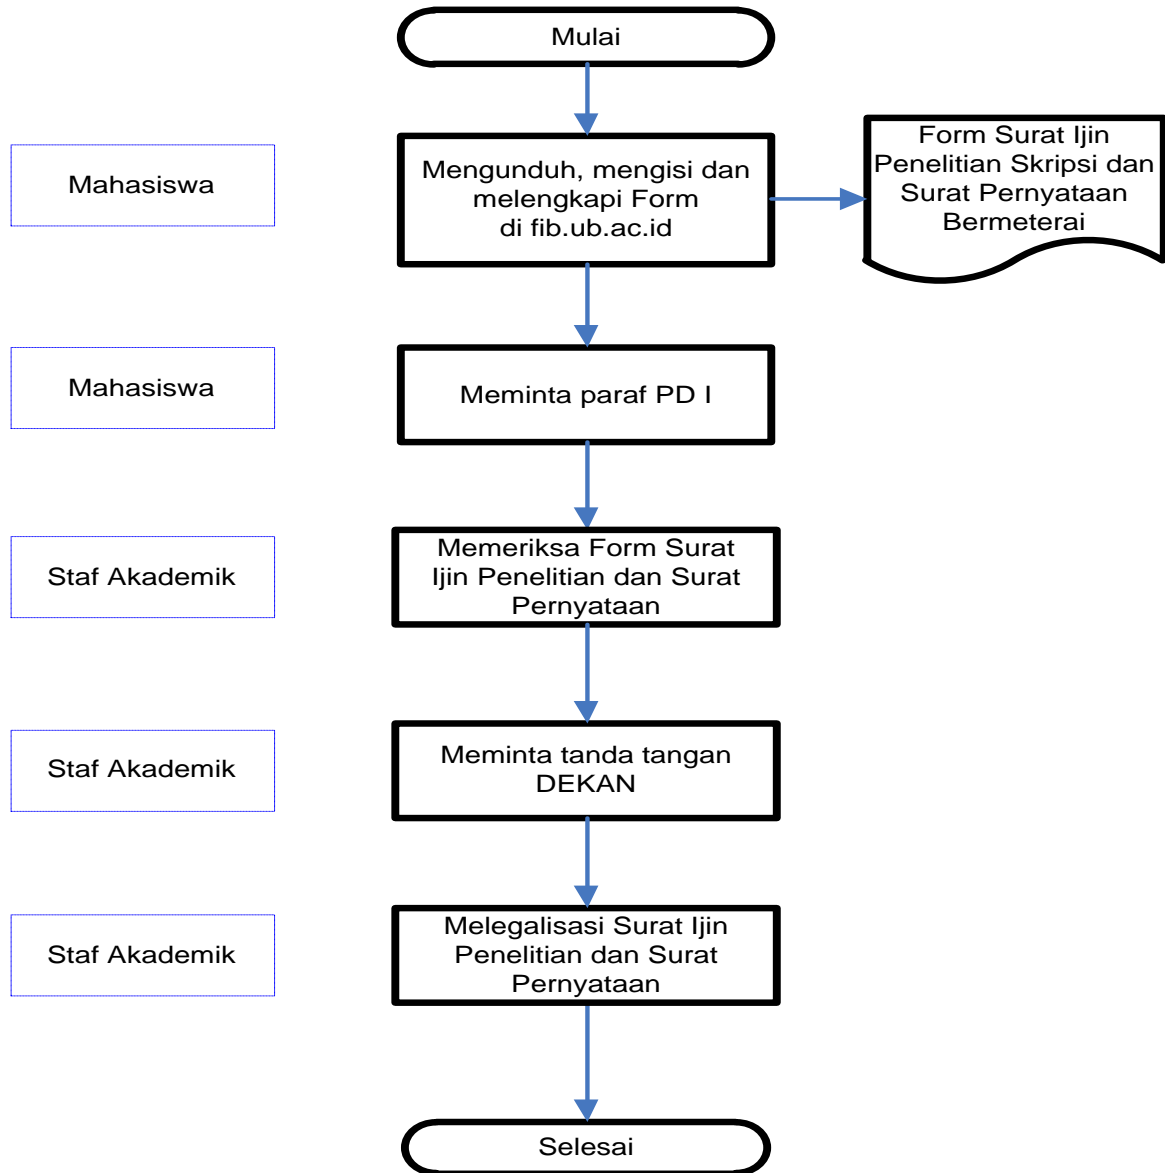 Mulai
Mahasiswa
Mengunduh, mengisi dan
melengkapi Form
di fib.ub.ac.id
Form Surat Ijin
Penelitian Skripsi dan
Surat Pernyataan
Bermeterai
Mahasiswa
Meminta paraf PD I
Staf Akademik
Memeriksa Form Surat
Ijin Penelitian dan Surat
Pernyataan
Staf Akademik
Meminta tanda tangan
DEKAN
Staf Akademik
Melegalisasi Surat Ijin
Penelitian dan Surat
Pernyataan
Selesai